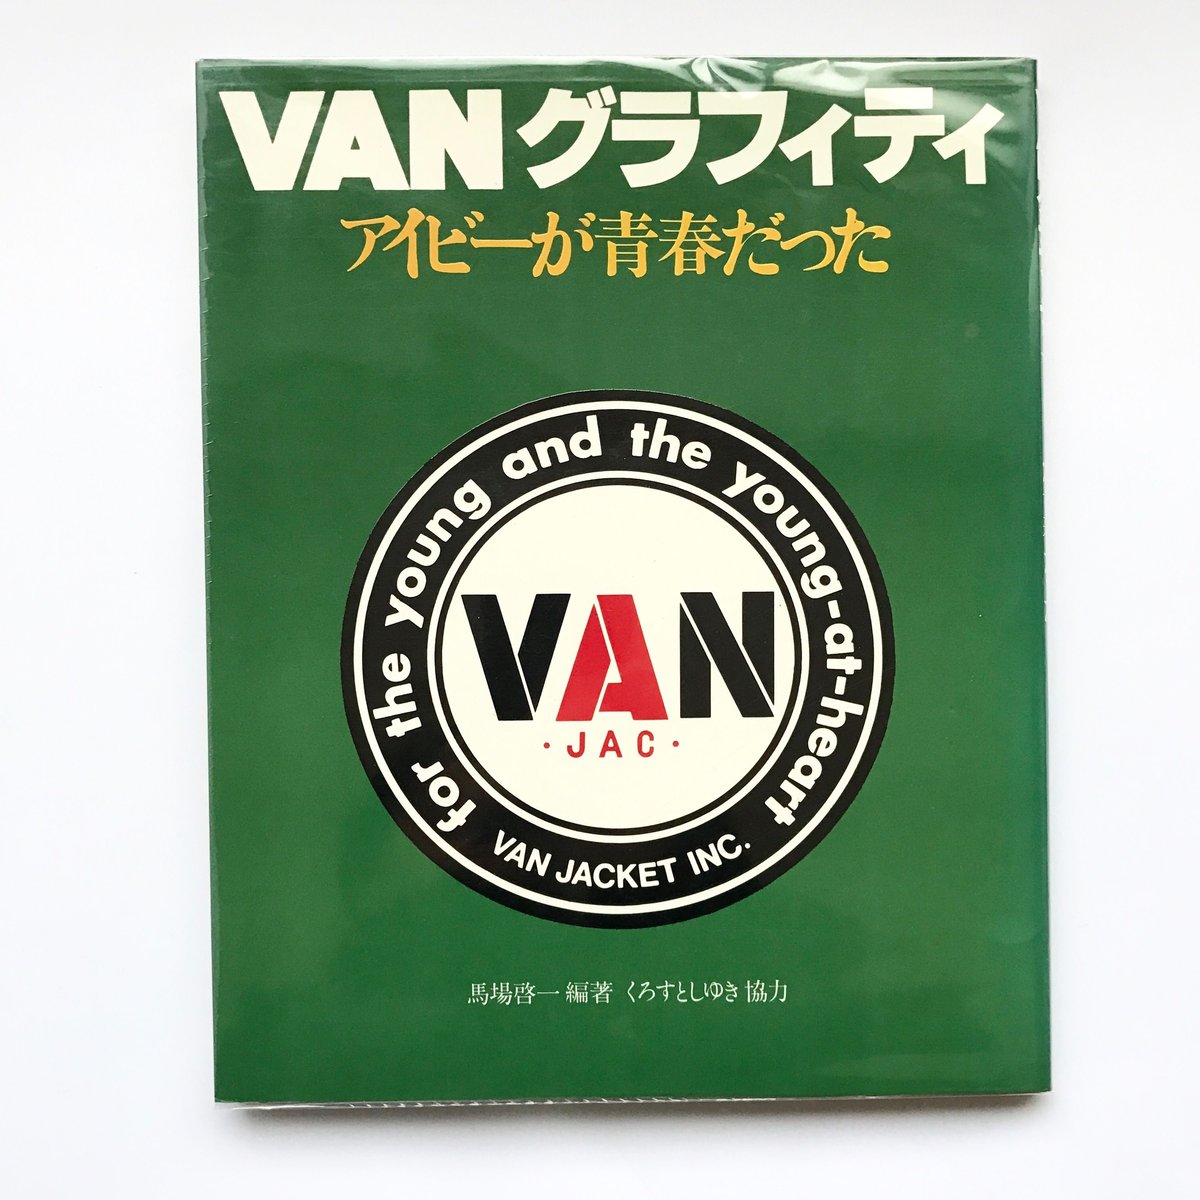 VANグラフィティ
アイビーが青春だった
for the young and the young-at-heart
VAN
・JAC・
VAN JACKET INC.
馬場啓一 編著 くろすとしゆき 協力